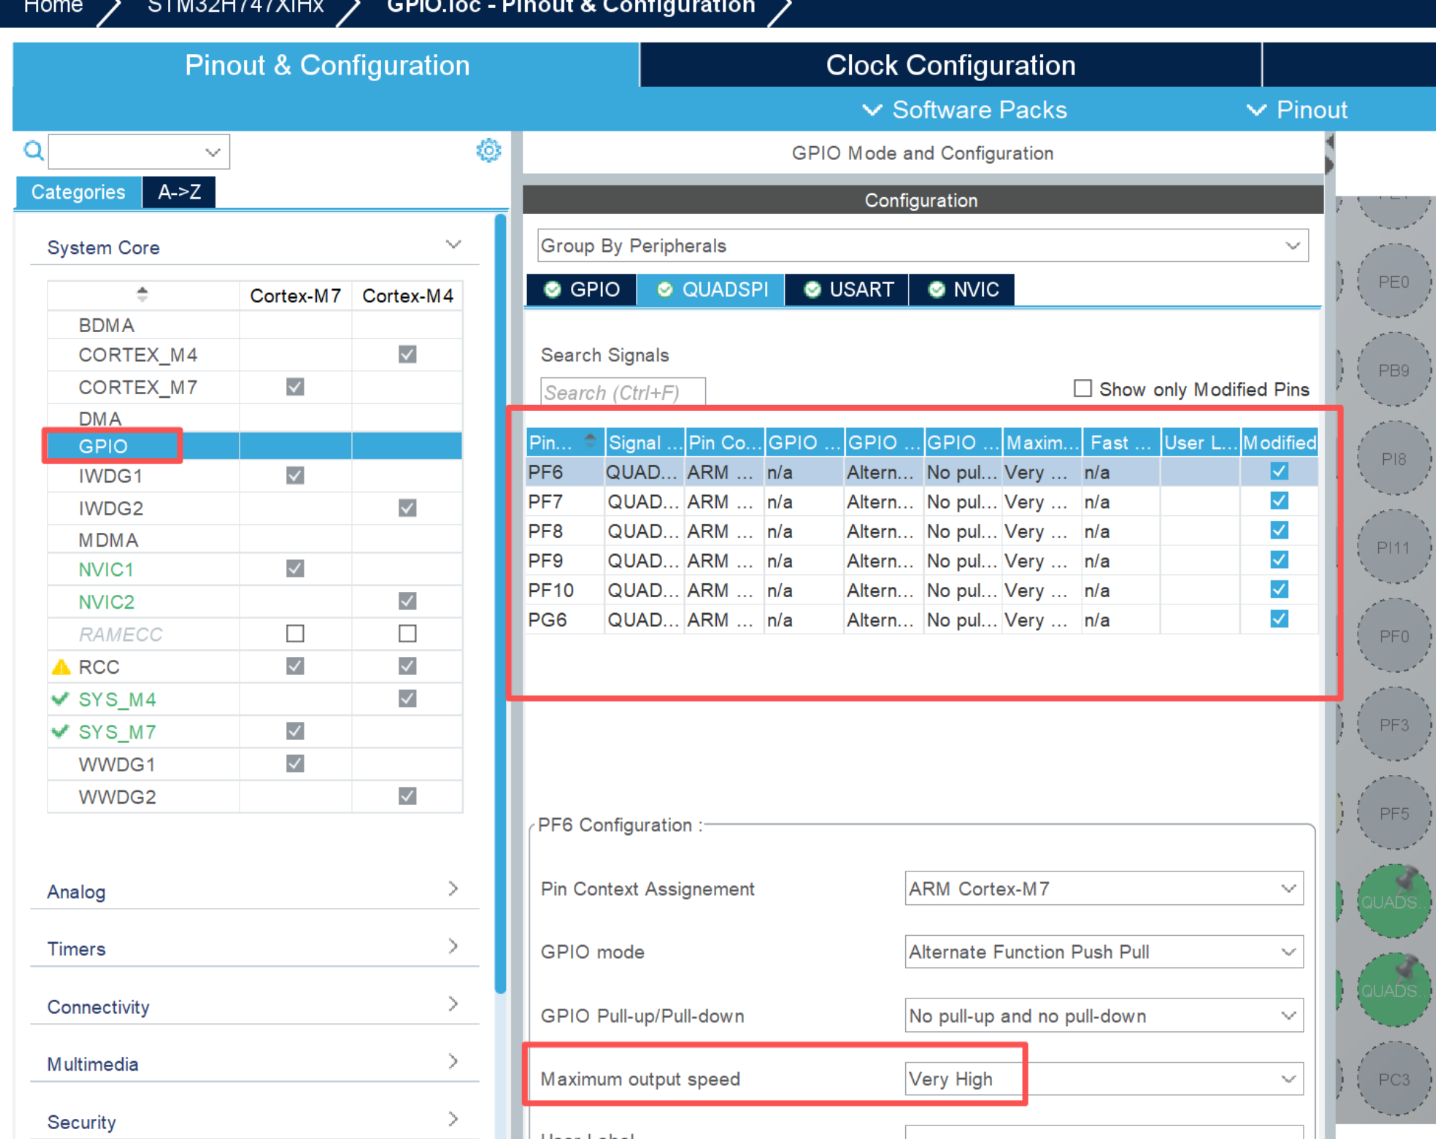 Home STM32H747XIHx GPIO.ioc - Pinout & Configuration
Pinout & Configuration Clock Configuration
Software Packs Pinout
GPIO Mode and Configuration
Categories A->Z
Configuration
System Core
Group By Peripherals
Cortex-M7 Cortex-M4
GPIO QUADSPI USART NVIC
BDMA
CORTEX_M4
CORTEX_M7
DMA
GPIO
IWDG1
IWDG2
MDMA
NVIC1
NVIC2
RAMECC
RCC
SYS_M4
SYS_M7
WWDG1
WWDG2
Analog
Timers
Connectivity
Multimedia
Security
Search Signals
Search (Ctrl+F) Show only Modified Pins
Pin... Signal ... Pin Co... GPIO ... GPIO ... GPIO ... Maxim... Fast ... User L... Modified
PF6 QUAD... ARM ... n/a Altern... No pul... Very ... n/a
PF7 QUAD... ARM ... n/a Altern... No pul... Very ... n/a
PF8 QUAD... ARM ... n/a Altern... No pul... Very ... n/a
PF9 QUAD... ARM ... n/a Altern... No pul... Very ... n/a
PF10 QUAD... ARM ... n/a Altern... No pul... Very ... n/a
PG6 QUAD... ARM ... n/a Altern... No pul... Very ... n/a
PF6 Configuration :
Pin Context Assignement ARM Cortex-M7
GPIO mode Alternate Function Push Pull
GPIO Pull-up/Pull-down No pull-up and no pull-down
Maximum output speed Very High
User Label
PE0
PB9
PI8
PI11
PF0
PF3
PF5
QUADS...
QUADS...
PC3